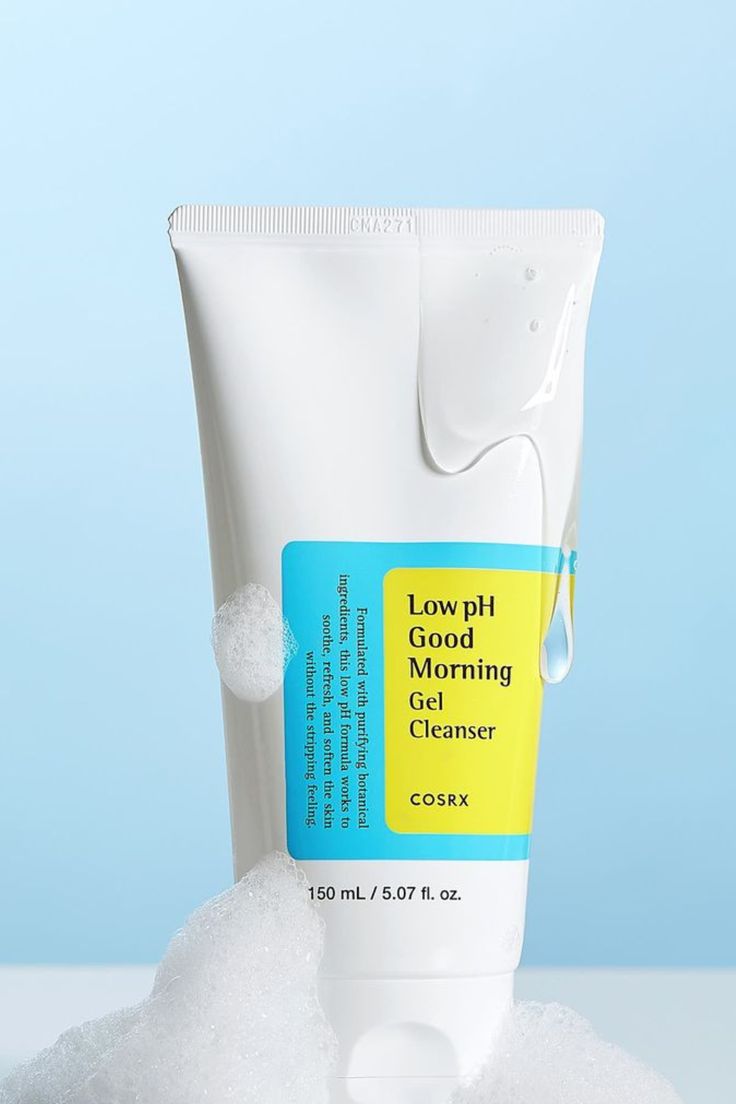 CMA271
Low pH
Good
Morning
Gel
Cleanser
COSRX
Formulated with purifying botanical
ingredients, this low pH formula works to
soothe, refresh, and soften the skin
without the stripping feeling.
150 mL / 5.07 fl. oz.